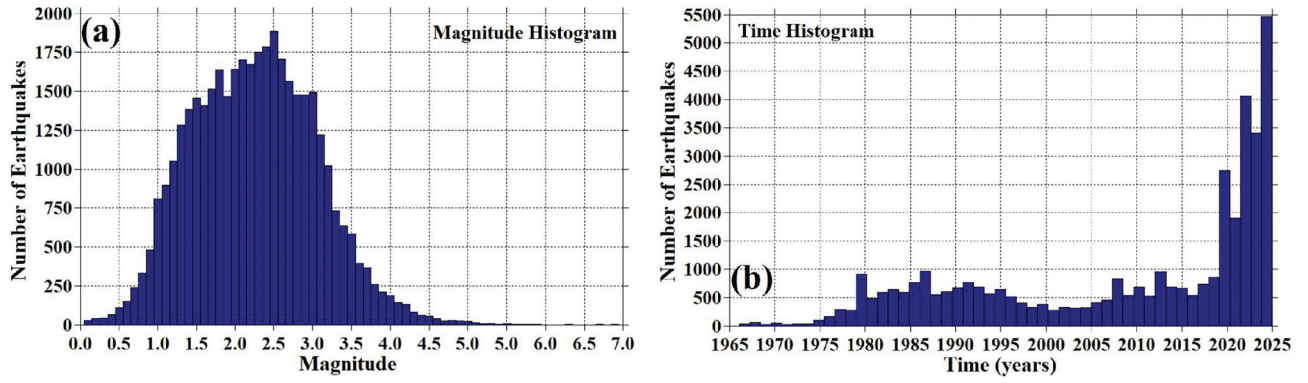 (a)
Magnitude Histogram
Number of Earthquakes
2000
1750
1500
1250
1000
750
500
250
0
0.0 0.5 1.0 1.5 2.0 2.5 3.0 3.5 4.0 4.5 5.0 5.5 6.0 6.0 7.0
Magnitude
Time Histogram
(b)
Number of Earthquakes
5500
5000
4500
4000
3500
3000
2500
2000
1500
1000
500
0
1965 1970 1975 1980 1985 1990 1995 2000 2005 2010 2015 2020 2025
Time (years)